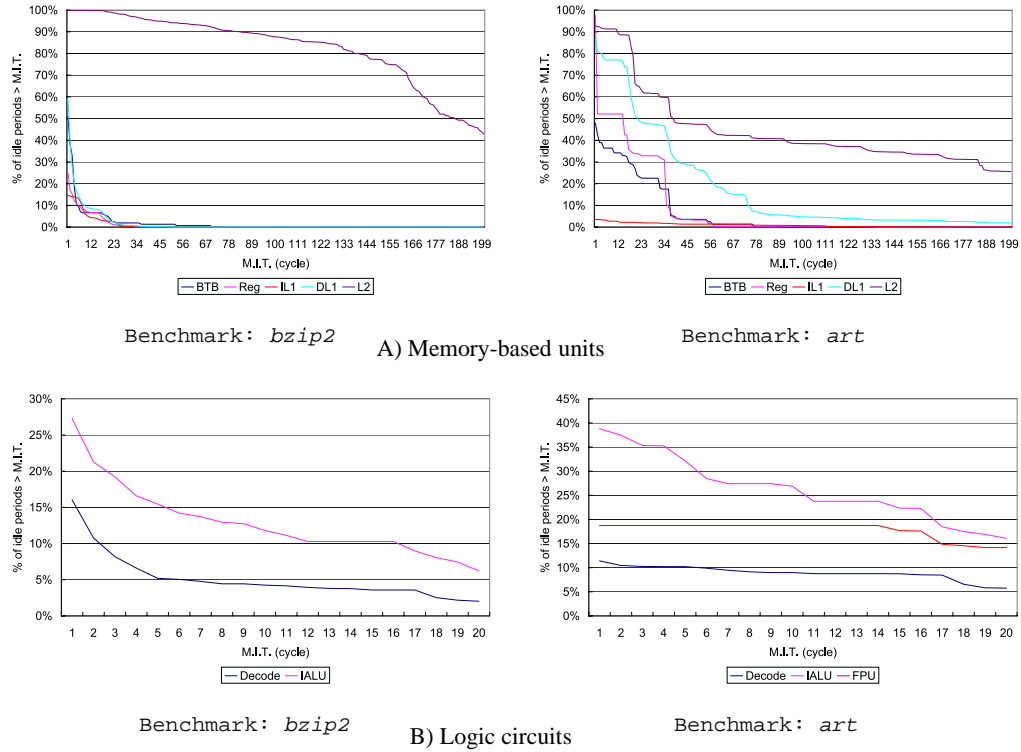 100%
90%
80%
70%
60%
50%
40%
30%
20%
10%
0%
% of idle periods > M.I.T.
1 12 23 34 45 56 67 78 89 100 111 122 133 144 155 166 177 188 199
M.I.T. (cycle)
BTB Reg IL1 DL1 L2
Benchmark: bzip2
100%
90%
80%
70%
60%
50%
40%
30%
20%
10%
0%
% of idle periods > M.I.T.
1 12 23 34 45 56 67 78 89 100 111 122 133 144 155 166 177 188 199
M.I.T. (cycle)
BTB Reg IL1 DL1 L2
Benchmark: art
A) Memory-based units
30%
25%
20%
15%
10%
5%
0%
% of idle periods > M.I.T.
1 2 3 4 5 6 7 8 9 10 11 12 13 14 15 16 17 18 19 20
M.I.T. (cycle)
Decode IALU
Benchmark: bzip2
45%
40%
35%
30%
25%
20%
15%
10%
5%
0%
% of idle periods > M.I.T.
1 2 3 4 5 6 7 8 9 10 11 12 13 14 15 16 17 18 19 20
M.I.T. (cycle)
Decode IALU FPU
Benchmark: art
B) Logic circuits